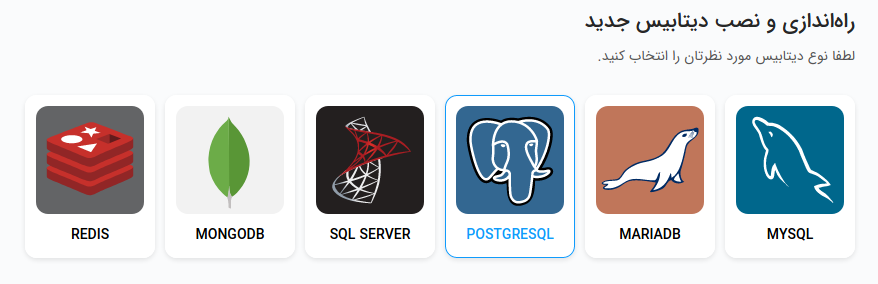 راه‌اندازی و نصب دیتابیس جدید
لطفا نوع دیتابیس مورد نظرتان را انتخاب کنید.
REDIS MONGODB SQL SERVER POSTGRESQL MARIADB MYSQL